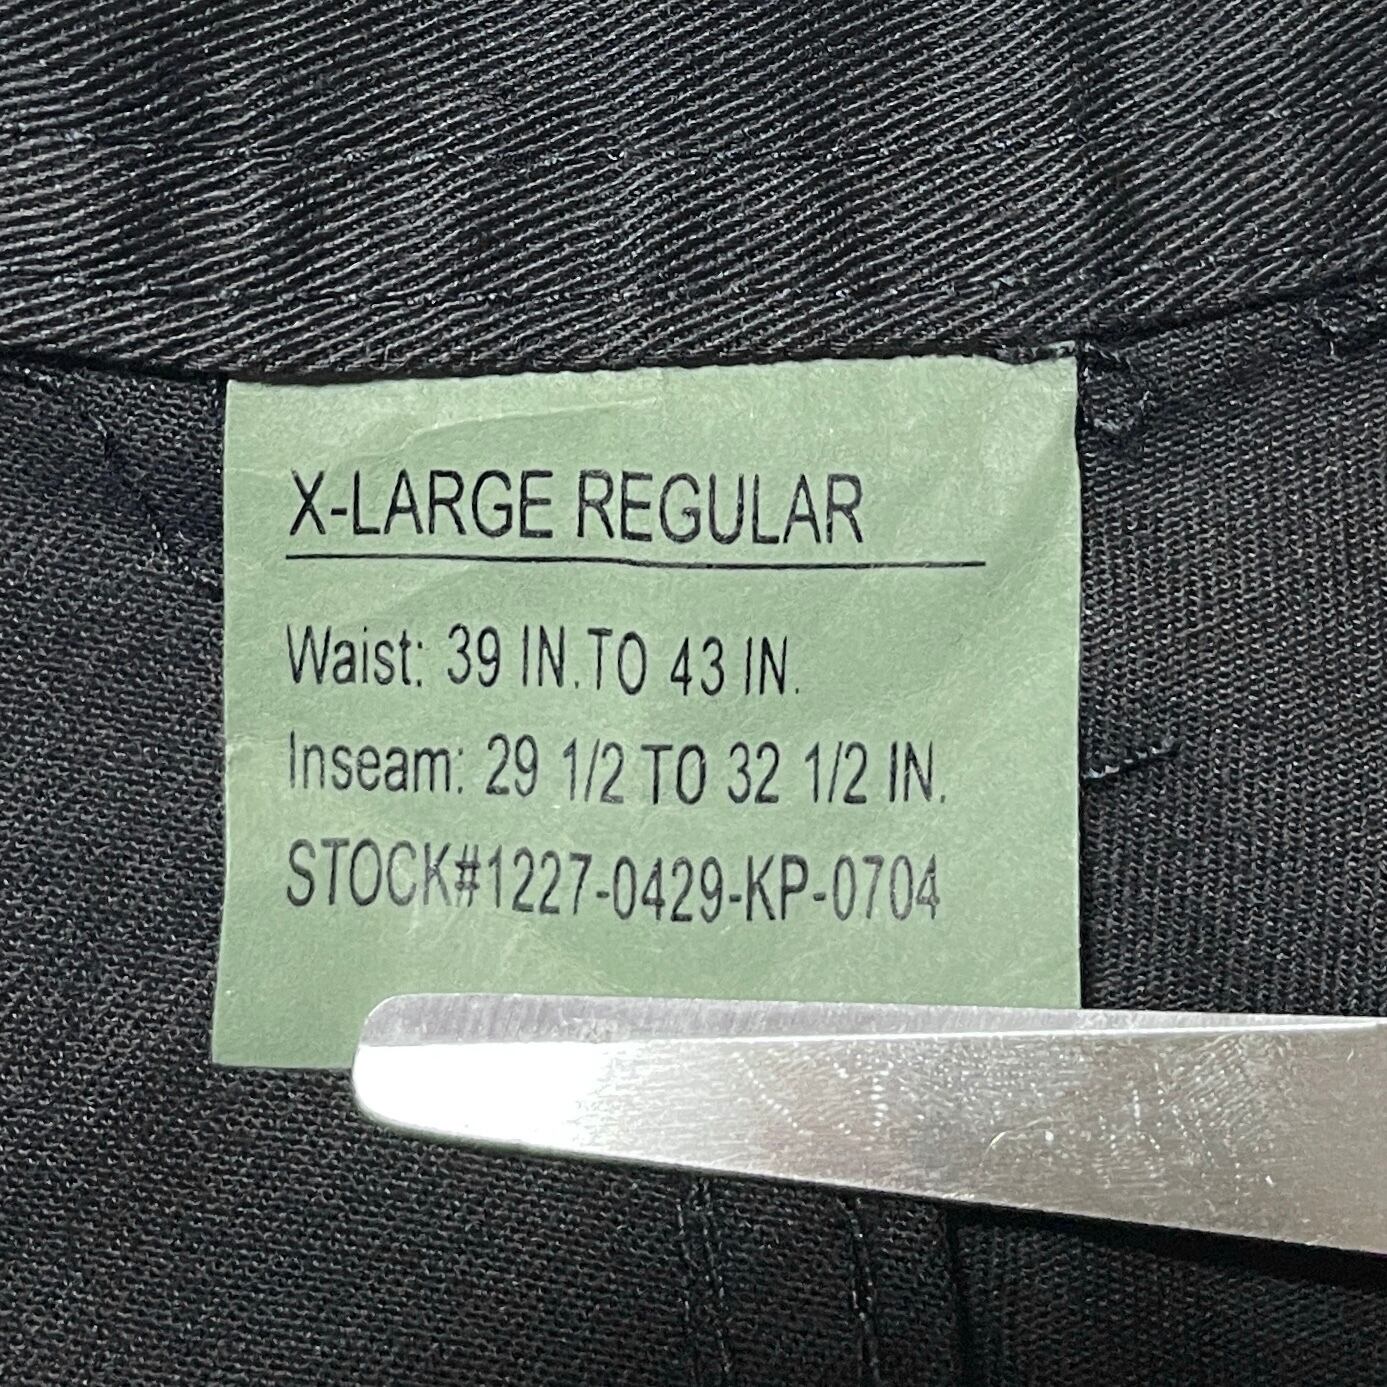 X-LARGE REGULAR
Waist: 39 IN.TO 43 IN.
Inseam: 29 1/2 TO 32 1/2 IN.
STOCK#1227-0429-KP-0704